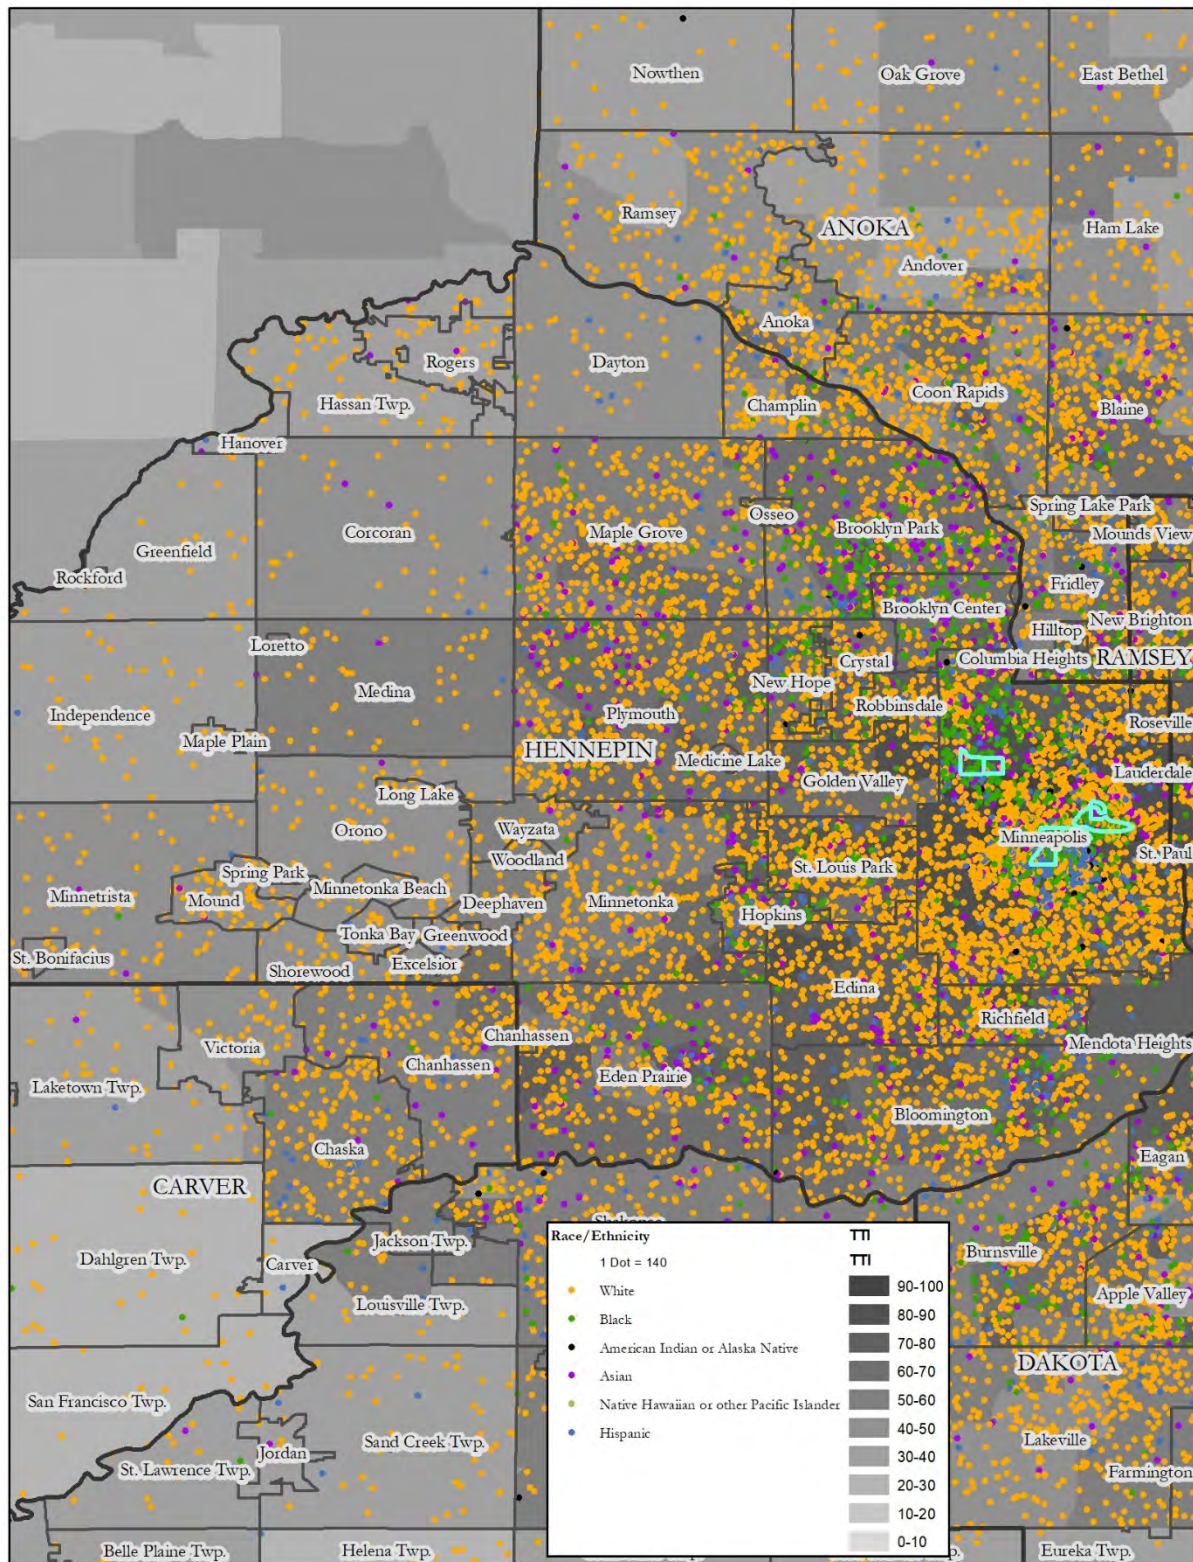 Nowthen
Oak Grove
East Bethel
Ramsey
ANOKA
Ham Lake
Andover
Anoka
Rogers
Dayton
Hassan Twp.
Champlin
Coon Rapids
Blaine
Hanover
Osseo
Spring Lake Park
Corcoran
Maple Grove
Brooklyn Park
Mounds View
Greenfield
Rockford
Fridley
Brooklyn Center
New Brighton
Hilltop
Loretto
Crystal
Columbia Heights
RAMSEY
Medina
New Hope
Independence
Plymouth
Robbinsdale
Roseville
Maple Plain
HENNEPIN
Medicine Lake
Golden Valley
Lauderdale
Long Lake
Orono
Wayzata
Minneapolis
Woodland
St. Paul
Spring Park
St. Louis Park
Minnetrista
Mound
Minnetonka Beach
Deephaven
Minnetonka
Hopkins
Tonka Bay
Greenwood
St. Bonifacius
Shorewood
Excelsior
Edina
Richfield
Victoria
Chanhassen
Chanhassen
Mendota Heights
Laketown Twp.
Eden Prairie
Bloomington
Chaska
Eagan
CARVER
Jackson Twp.
Dahlgren Twp.
Carver
Burnsville
Louisville Twp.
Apple Valley
DAKOTA
San Francisco Twp.
Sand Creek Twp.
Jordan
St. Lawrence Twp.
Lakeville
Farmington
Belle Plaine Twp.
Helena Twp.
Eureka Twp.
Race/Ethnicity
1 Dot = 140
White
Black
American Indian or Alaska Native
Asian
Native Hawaiian or other Pacific Islander
Hispanic
TTI
TTI
90-100
80-90
70-80
60-70
50-60
40-50
30-40
20-30
10-20
0-10